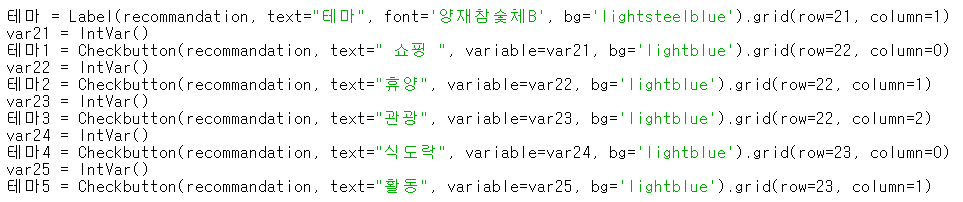 테마 = Label(recommandation, text="테마", font='양재참숯체B', bg='lightsteelblue').grid(row=21, column=1)
var21 = IntVar()
테마1 = Checkbutton(recommandation, text=" 쇼핑 ", variable=var21, bg='lightblue').grid(row=22, column=0)
var22 = IntVar()
테마2 = Checkbutton(recommandation, text="휴양", variable=var22, bg='lightblue').grid(row=22, column=1)
var23 = IntVar()
테마3 = Checkbutton(recommandation, text="관광", variable=var23, bg='lightblue').grid(row=22, column=2)
var24 = IntVar()
테마4 = Checkbutton(recommandation, text="식도락", variable=var24, bg='lightblue').grid(row=23, column=0)
var25 = IntVar()
테마5 = Checkbutton(recommandation, text="활동", variable=var25, bg='lightblue').grid(row=23, column=1)